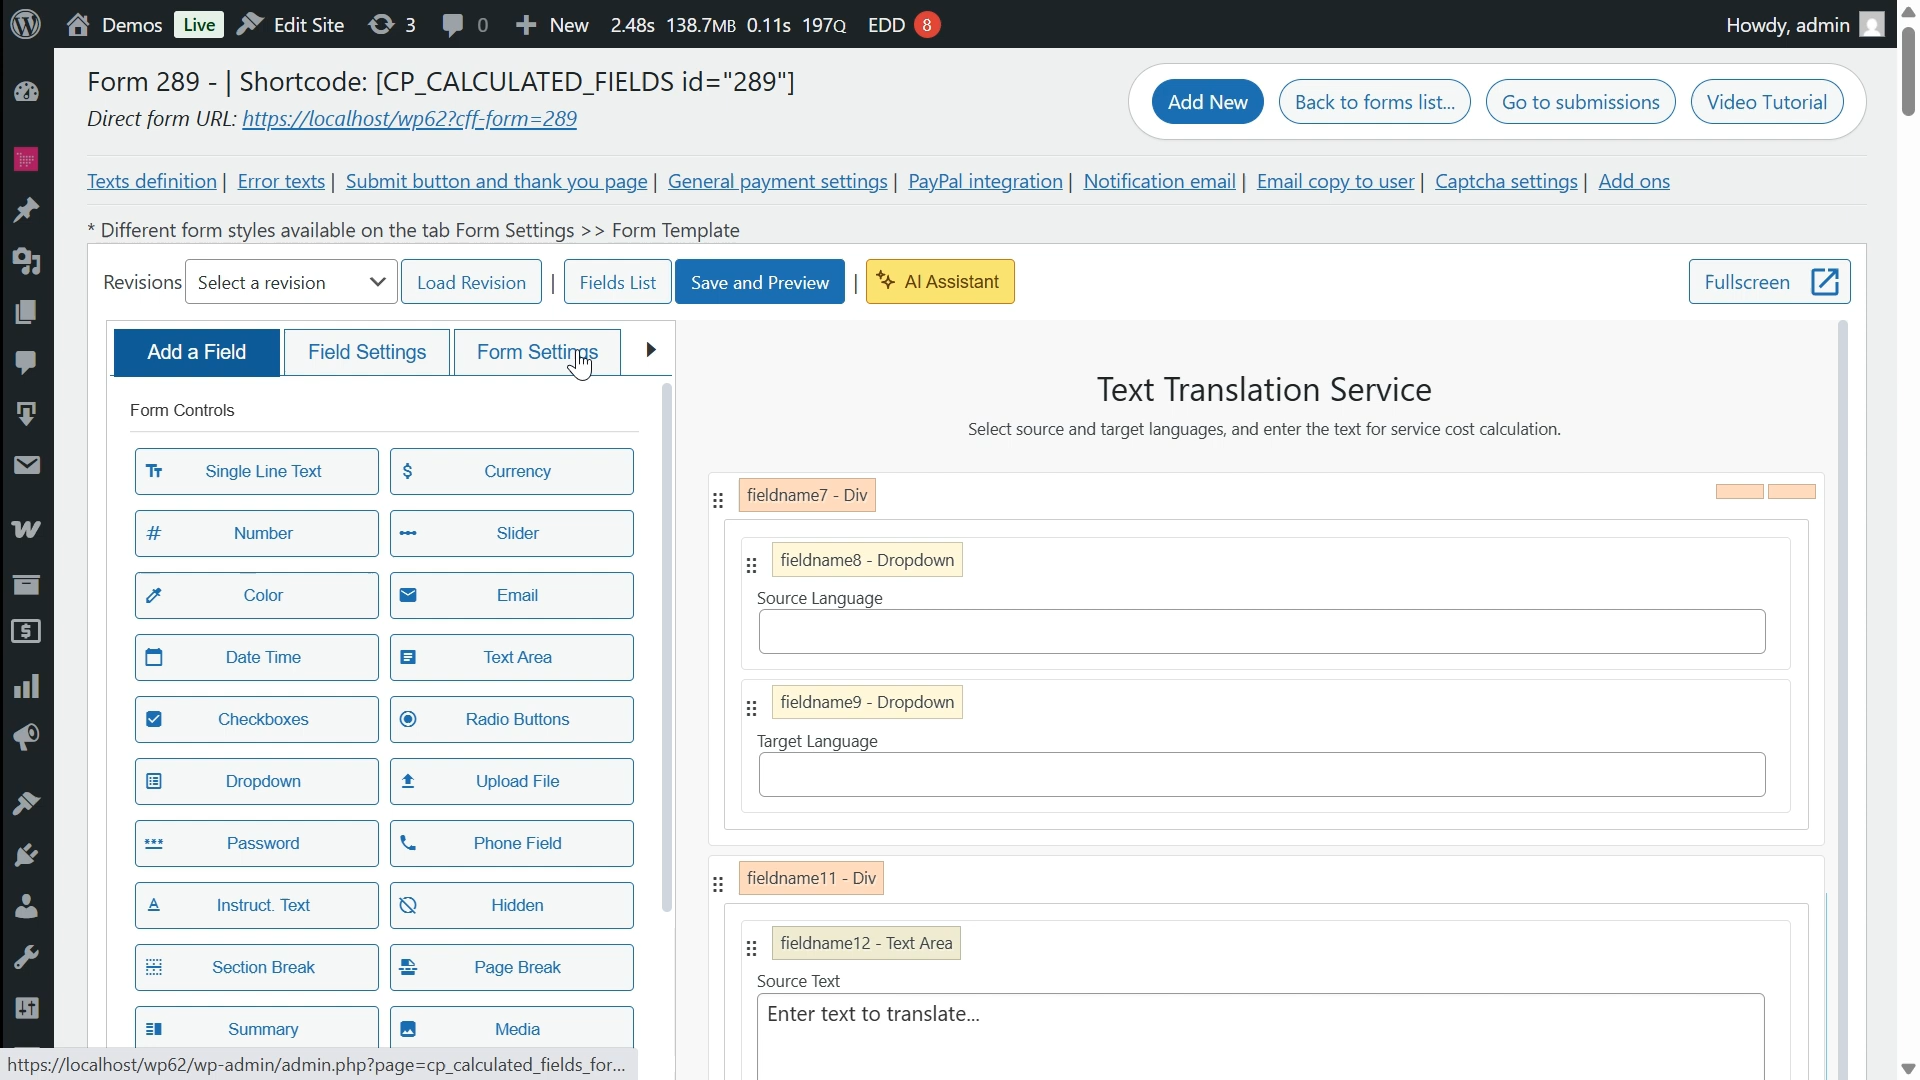 Demos Live Edit Site 3 0 New 2.48s 138.7MB 0.11s 197Q EDD 8 Howdy, admin
Form 289 - | Shortcode: [CP_CALCULATED_FIELDS id="289"]
Direct form URL: https://localhost/wp62?cff-form=289
Add New Back to forms list... Go to submissions Video Tutorial
Texts definition | Error texts | Submit button and thank you page | General payment settings | PayPal integration | Notification email | Email copy to user | Captcha settings | Add ons
* Different form styles available on the tab Form Settings >> Form Template
Revisions Select a revision Load Revision | Fields List Save and Preview | AI Assistant Fullscreen
Add a Field Field Settings Form Settings
Form Controls
Single Line Text Currency
Number Slider
Color Email
Date Time Text Area
Checkboxes Radio Buttons
Dropdown Upload File
Password Phone Field
Instruct. Text Hidden
Section Break Page Break
Summary Media
Text Translation Service
Select source and target languages, and enter the text for service cost calculation.
fieldname7 - Div
fieldname8 - Dropdown
Source Language
fieldname9 - Dropdown
Target Language
fieldname11 - Div
fieldname12 - Text Area
Source Text
Enter text to translate...
https://localhost/wp62/wp-admin/admin.php?page=cp_calculated_fields_for...